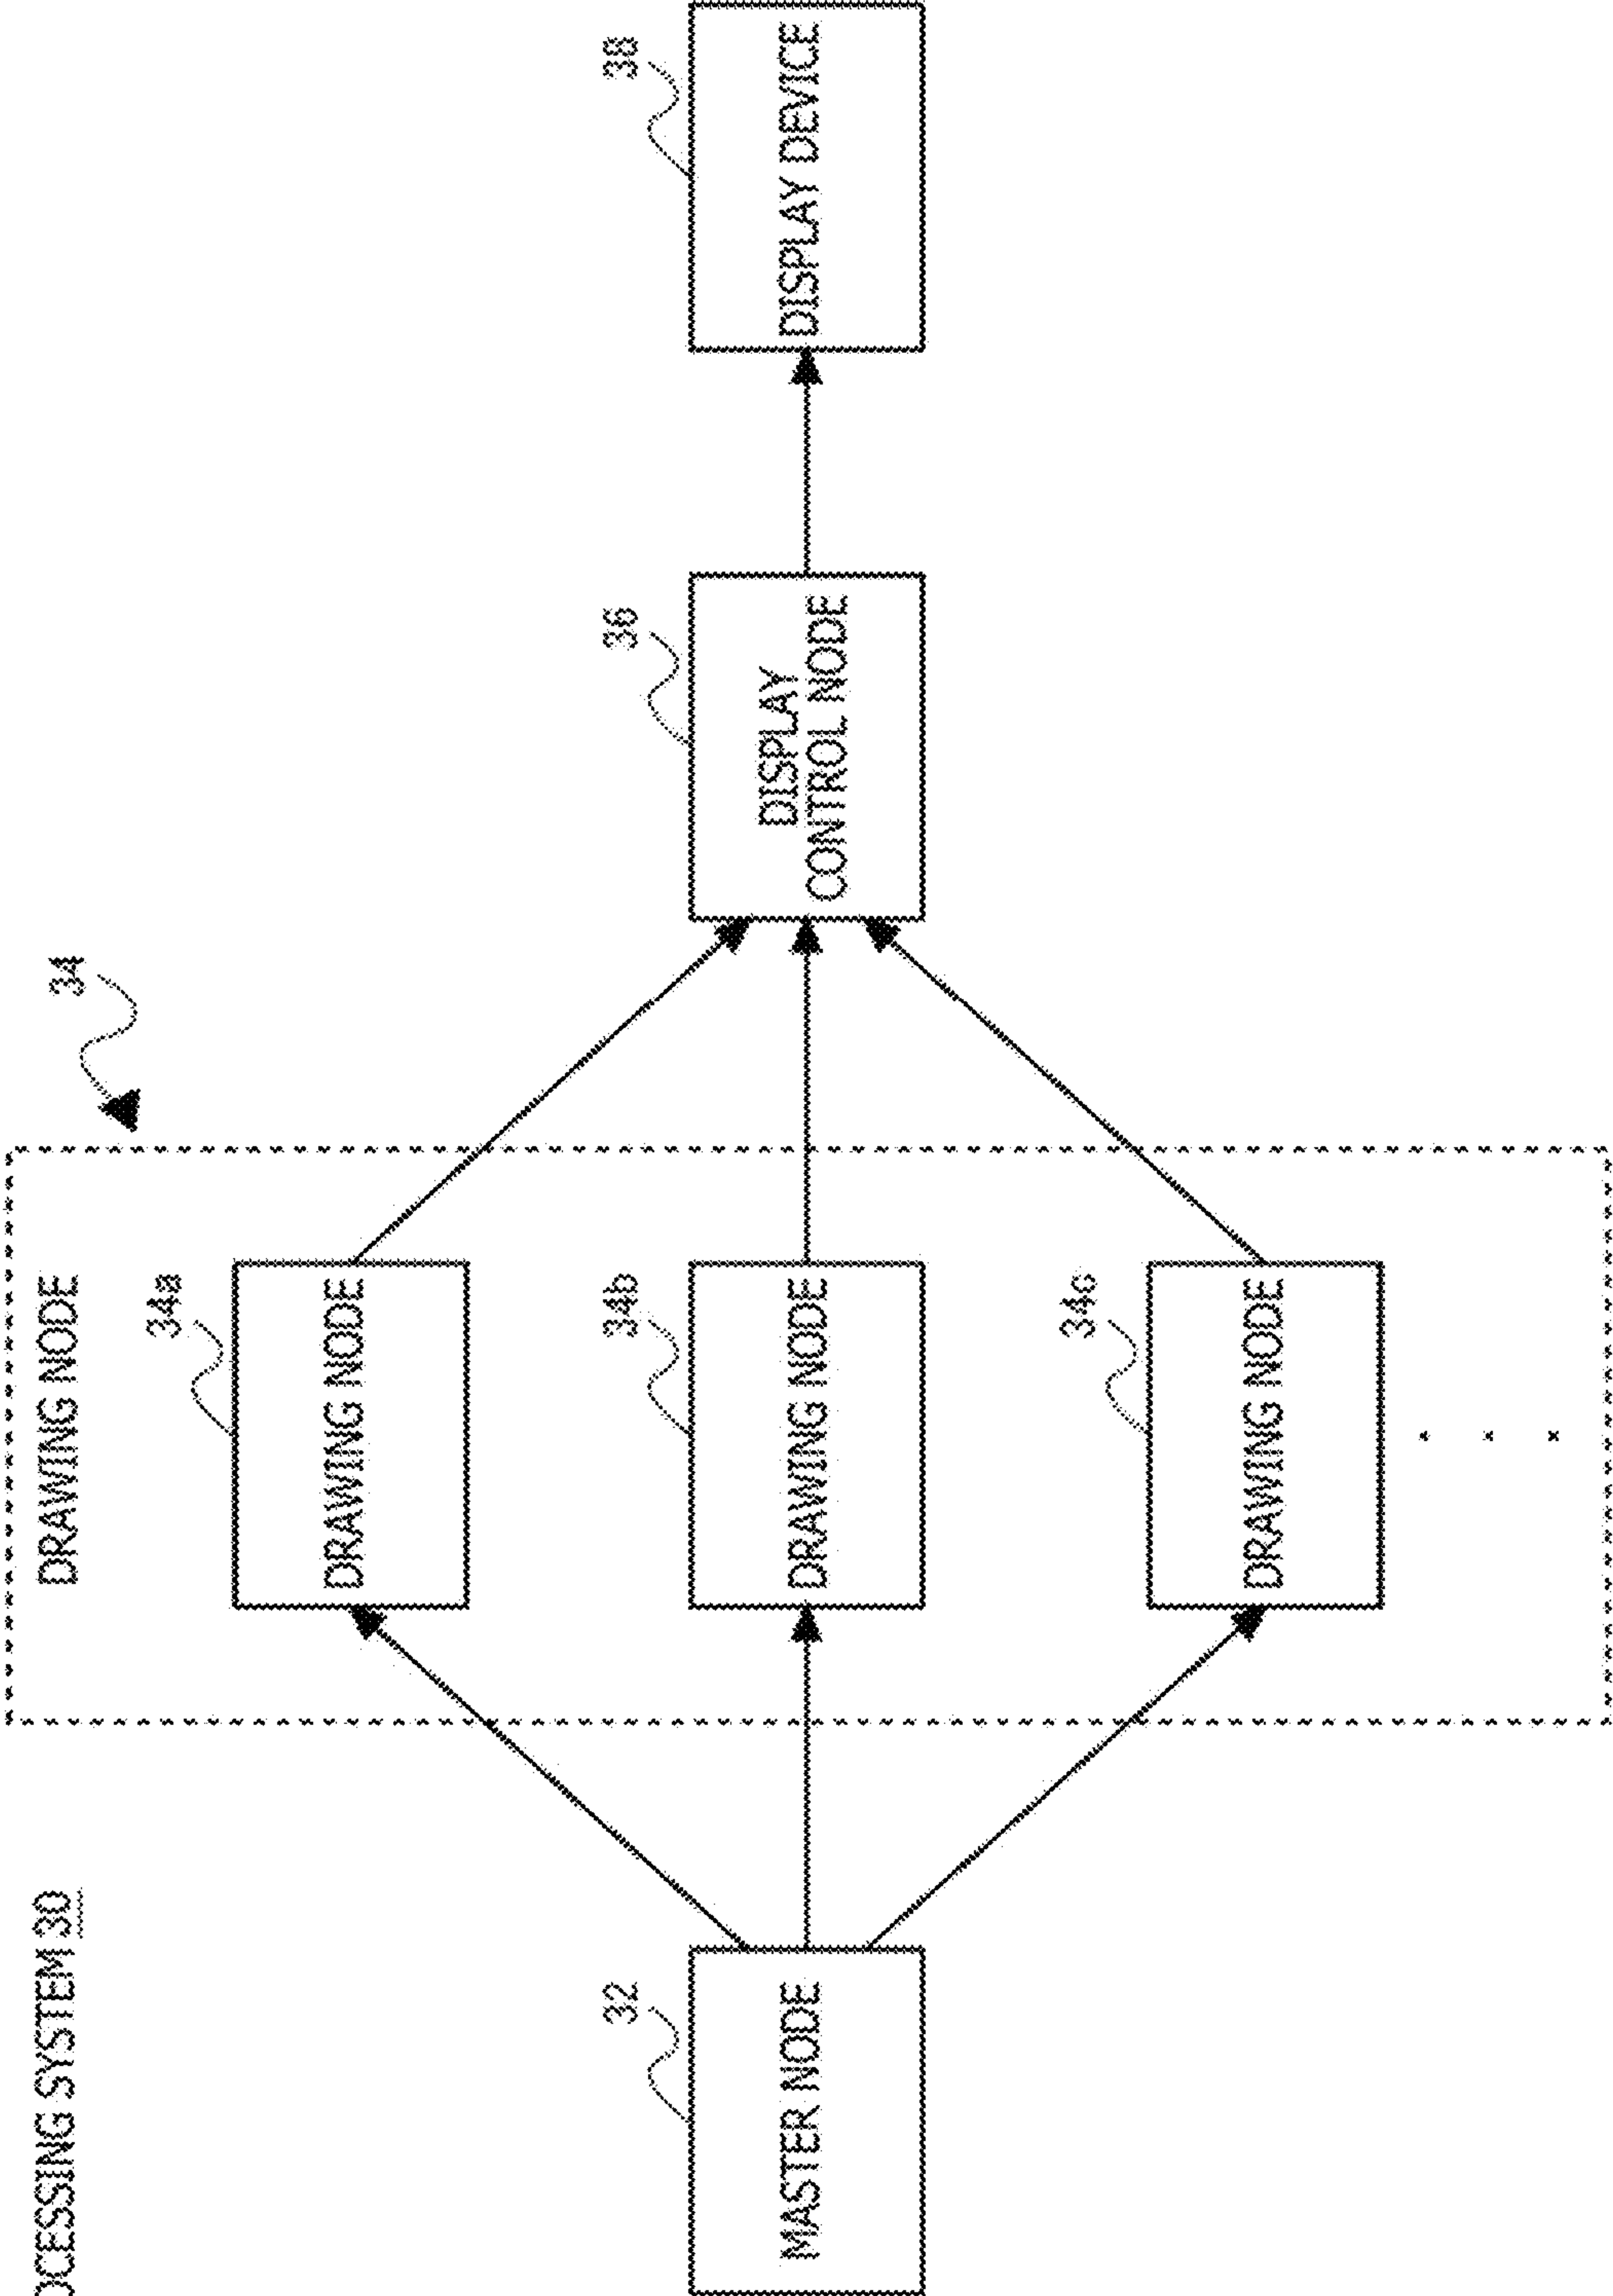 OCESSING SYSTEM 30
32
MASTER NODE
34
DRAWING NODE
34a
DRAWING NODE
34b
DRAWING NODE
34c
DRAWING NODE
. . .
36
DISPLAY
CONTROL NODE
38
DISPLAY DEVICE